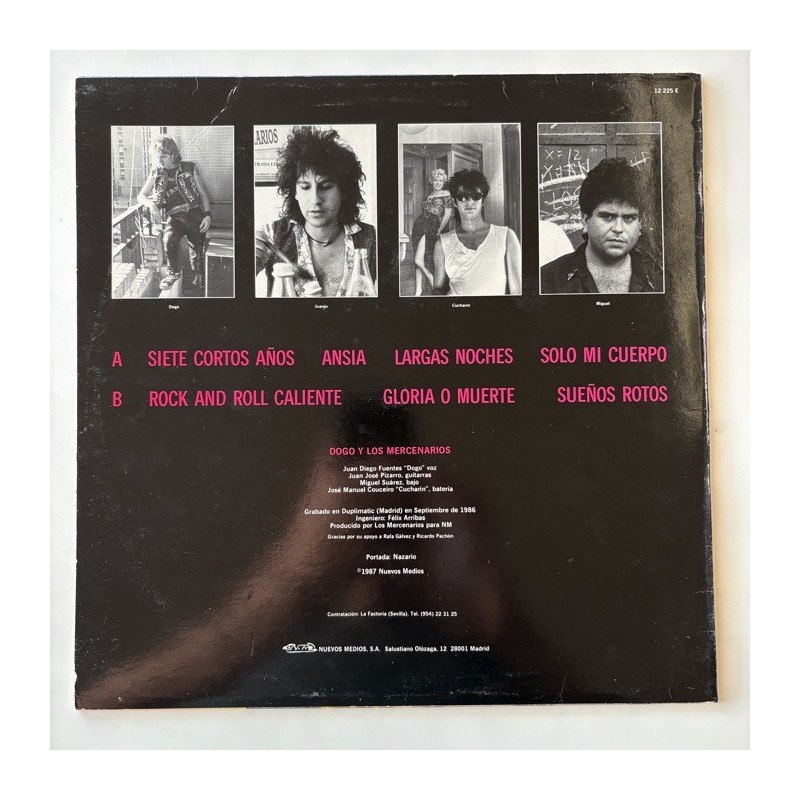 12 225 E
LARIOS
X=12
Dogo
Juanjo
Cucharin
Miguel
A SIETE CORTOS AÑOS ANSIA LARGAS NOCHES SOLO MI CUERPO
B ROCK AND ROLL CALIENTE GLORIA O MUERTE SUEÑOS ROTOS
DOGO Y LOS MERCENARIOS
Juan Diego Fuentes "Dogo" voz
Juan José Pizarro, guitarras
Miguel Suárez, bajo
José Manuel Couceiro "Cucharin", batería
Grabado en Duplimatic (Madrid) en Septiembre de 1986
Ingeniero: Félix Arribas
Producido por Los Mercenarios para NM
Gracias por su apoyo a Rafa Gálvez y Ricardo Pachón
Portada: Nazario
©1987 Nuevos Medios
Contratación: La Factoria (Sevilla). Tel. (954) 22 31 25
NUEVOS MEDIOS, S.A. Salustiano Olózaga, 12 28001 Madrid